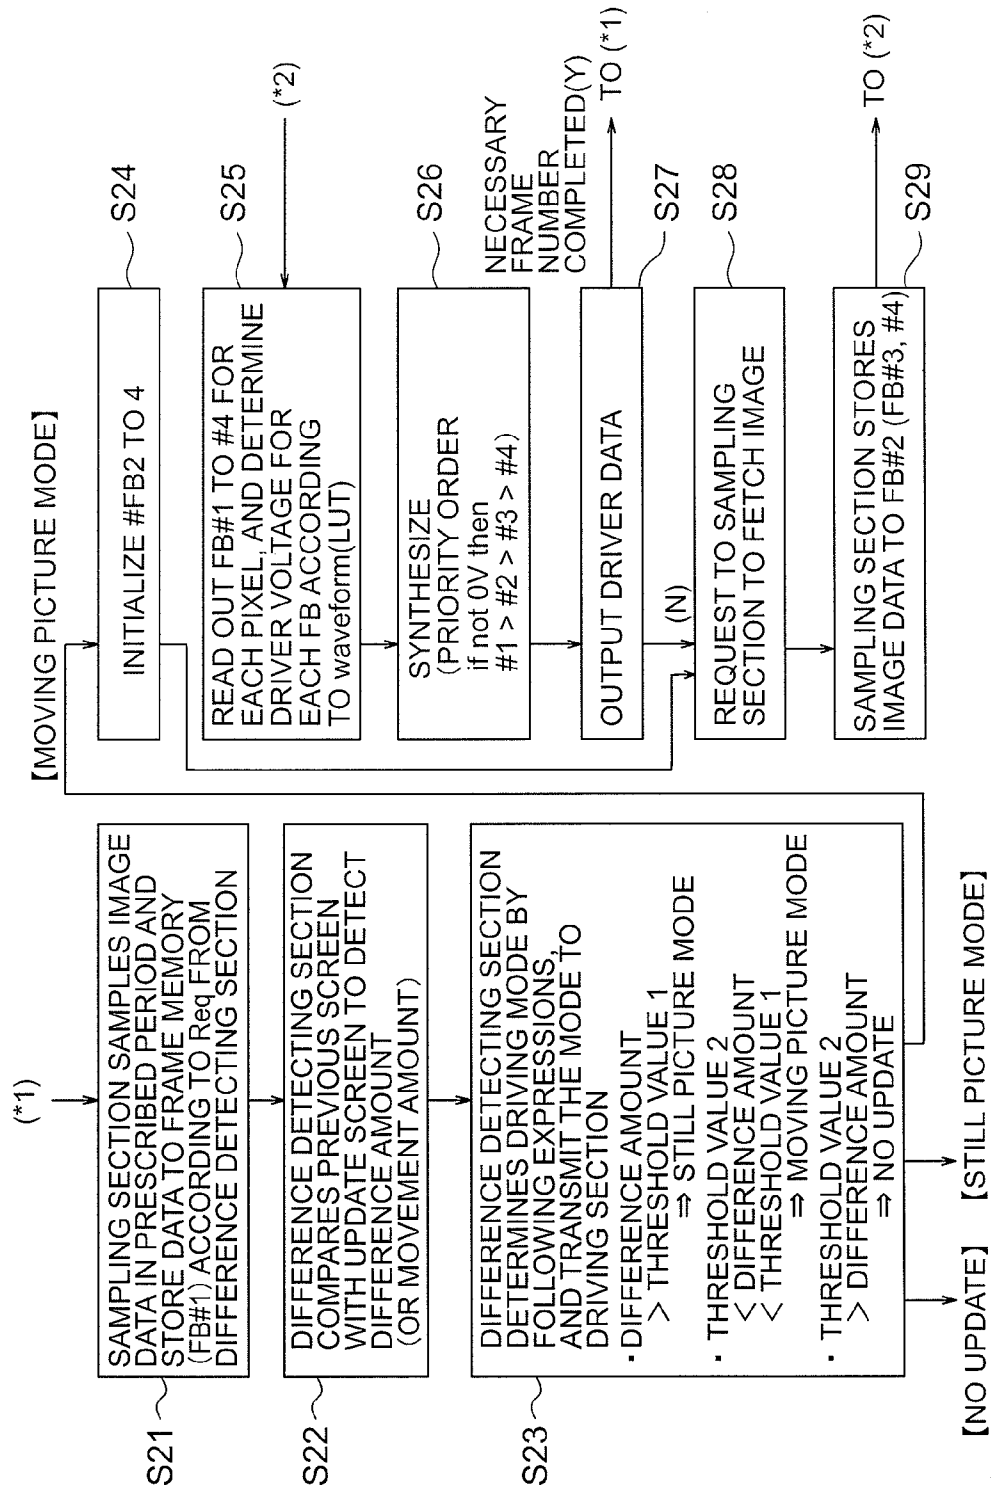 (*1)
S21
SAMPLING SECTION SAMPLES IMAGE
DATA IN PRESCRIBED PERIOD AND
STORE DATA TO FRAME MEMORY
(FB#1) ACCORDING TO Req FROM
DIFFERENCE DETECTING SECTION
S22
DIFFERENCE DETECTING SECTION
COMPARES PREVIOUS SCREEN
WITH UPDATE SCREEN TO DETECT
DIFFERENCE AMOUNT
(OR MOVEMENT AMOUNT)
S23
DIFFERENCE DETECTING SECTION
DETERMINES DRIVING MODE BY
FOLLOWING EXPRESSIONS,
AND TRANSMIT THE MODE TO
DRIVING SECTION
・DIFFERENCE AMOUNT
> THRESHOLD VALUE 1
⇒ STILL PICTURE MODE
・THRESHOLD VALUE 2
< DIFFERENCE AMOUNT
< THRESHOLD VALUE 1
⇒ MOVING PICTURE MODE
・THRESHOLD VALUE 2
> DIFFERENCE AMOUNT
⇒ NO UPDATE
【NO UPDATE】
【STILL PICTURE MODE】
【MOVING PICTURE MODE】
INITIALIZE #FB2 TO 4
S24
READ OUT FB#1 TO #4 FOR
EACH PIXEL, AND DETERMINE
DRIVER VOLTAGE FOR
EACH FB ACCORDING
TO waveform(LUT)
S25
(*2)
SYNTHESIZE
(PRIORITY ORDER
if not 0V then
#1 > #2 > #3 > #4)
S26
OUTPUT DRIVER DATA
S27
NECESSARY
FRAME
NUMBER
COMPLETED(Y)
TO (*1)
(N)
REQUEST TO SAMPLING
SECTION TO FETCH IMAGE
S28
SAMPLING SECTION STORES
IMAGE DATA TO FB#2 (FB#3, #4)
S29
TO (*2)